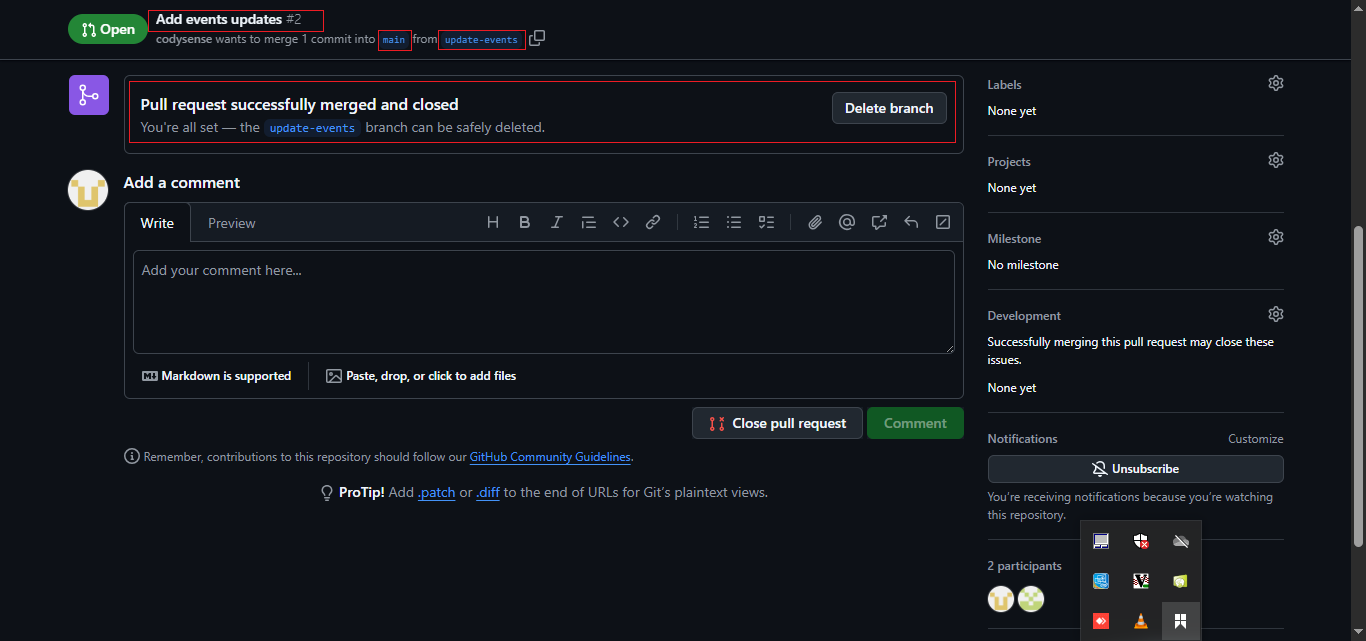 Open
Add events updates #2
codysense wants to merge 1 commit into main from update-events
Pull request successfully merged and closed
You're all set — the update-events branch can be safely deleted.
Delete branch
Add a comment
Write
Preview
Add your comment here...
Markdown is supported
Paste, drop, or click to add files
Close pull request
Comment
Remember, contributions to this repository should follow our GitHub Community Guidelines.
ProTip! Add .patch or .diff to the end of URLs for Git's plaintext views.
Labels
None yet
Projects
None yet
Milestone
No milestone
Development
Successfully merging this pull request may close these
issues.
None yet
Notifications
Customize
Unsubscribe
You're receiving notifications because you're watching
this repository.
2 participants